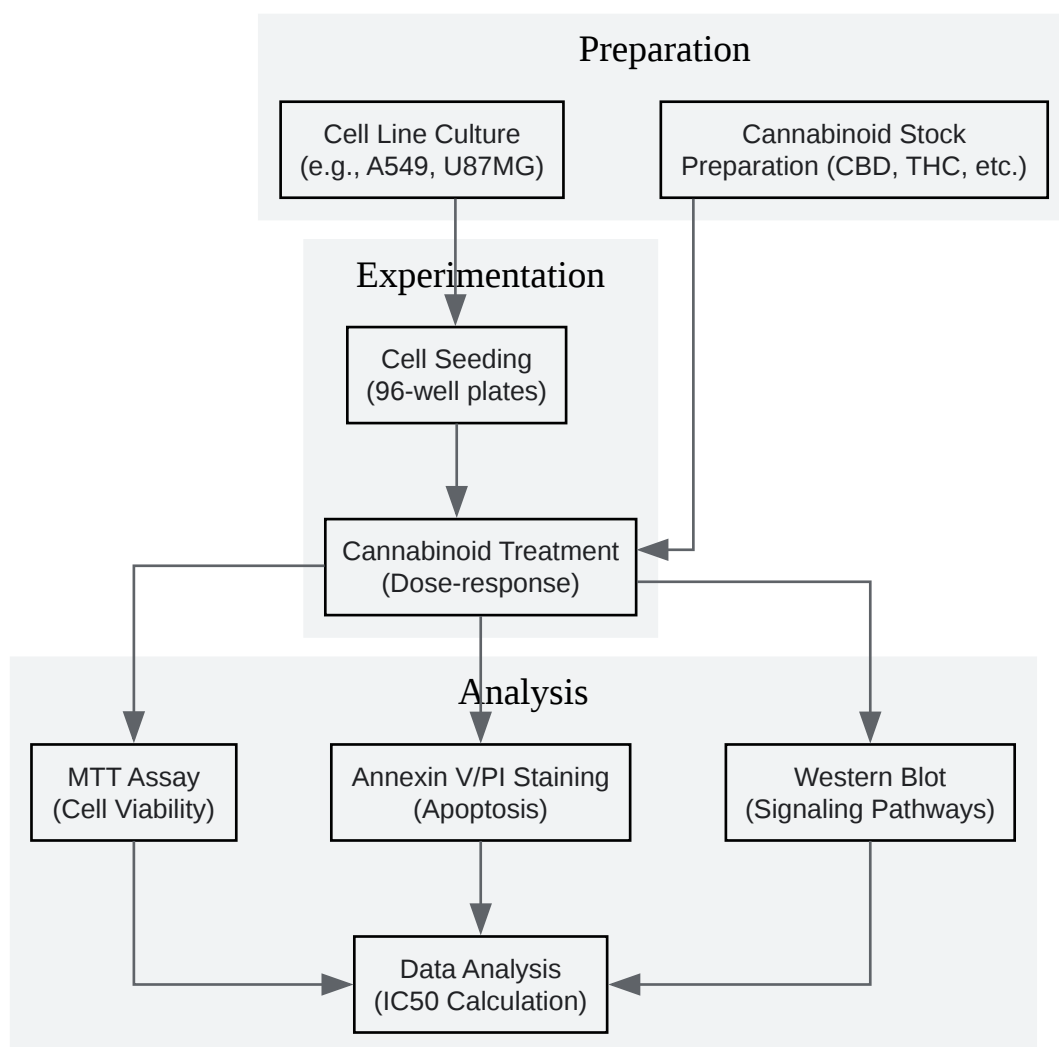 Preparation
Cell Line Culture
(e.g., A549, U87MG)
Cannabinoid Stock
Preparation (CBD, THC, etc.)
Experimentation
Cell Seeding
(96-well plates)
Cannabinoid Treatment
(Dose-response)
Analysis
MTT Assay
(Cell Viability)
Annexin V/PI Staining
(Apoptosis)
Western Blot
(Signaling Pathways)
Data Analysis
(IC50 Calculation)